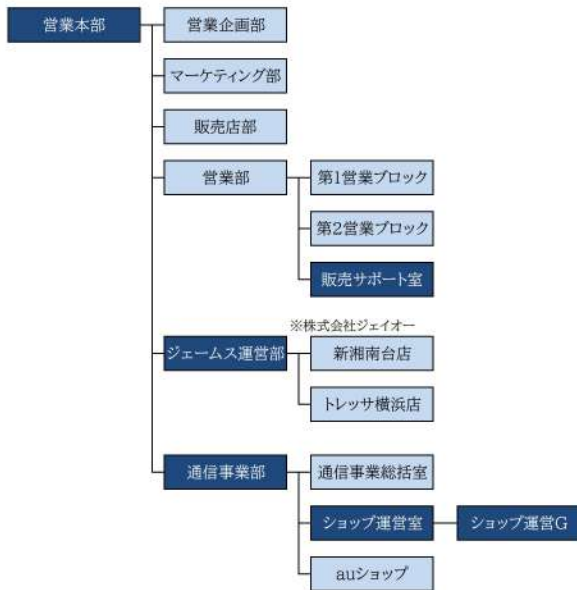 営業本部
営業企画部
マーケティング部
販売店部
営業部
第1営業ブロック
第2営業ブロック
販売サポート室
※株式会社ジェイオー
ジェームス運営部
新湘南台店
トレッサ横浜店
通信事業部
通信事業総括室
ショップ運営室
ショップ運営G
auショップ